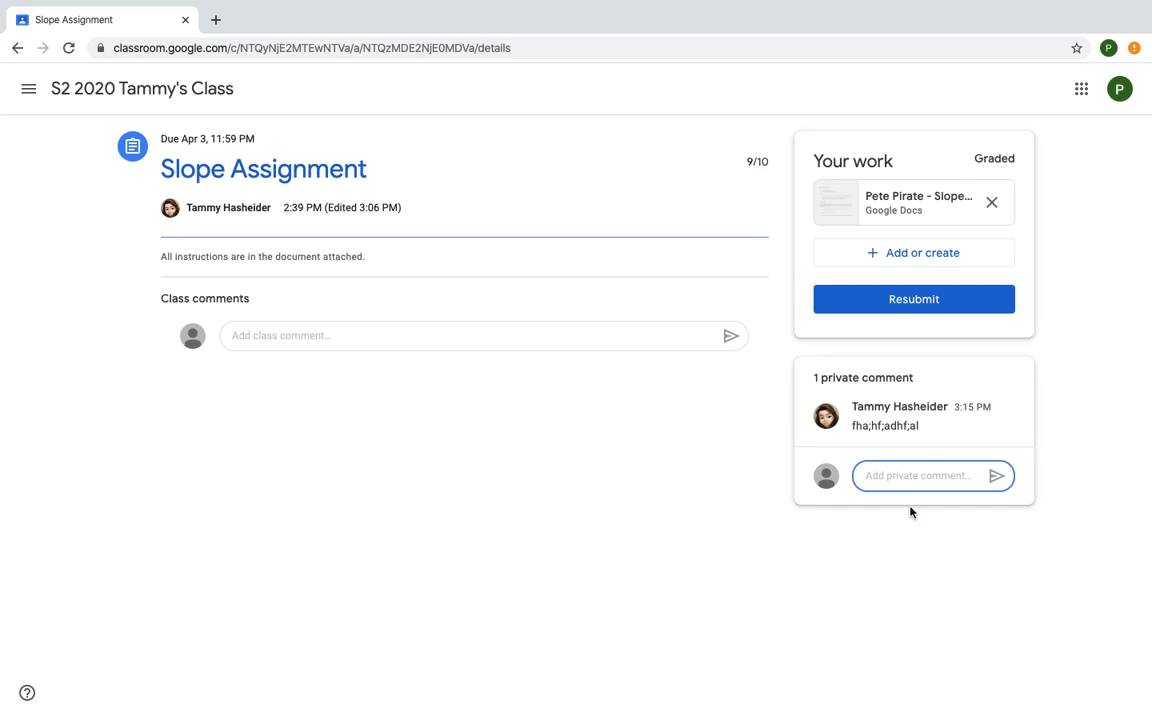 Slope Assignment
classroom.google.com/c/NTQyNjE2MTEwNTVa/a/NTQzMDE2NjE0MDVa/details
P
S2 2020 Tammy's Class
P
Due Apr 3, 11:59 PM
Slope Assignment
9/10
Tammy Hasheider 2:39 PM (Edited 3:06 PM)
All instructions are in the document attached.
Class comments
Add class comment...
Your work Graded
Pete Pirate - Slope...
Google Docs
+ Add or create
Resubmit
1 private comment
Tammy Hasheider 3:15 PM
fha;hf;adhf;al
Add private comment...